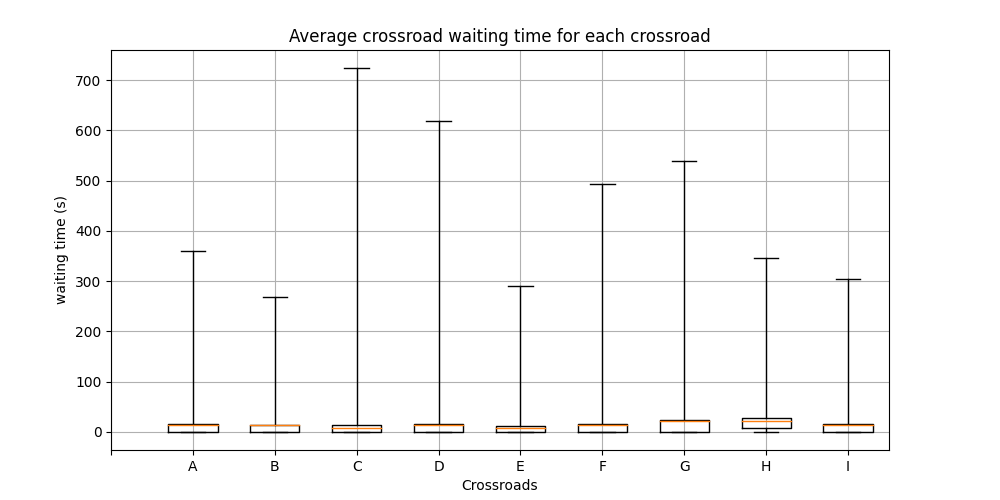 Average crossroad waiting time for each crossroad
700
600
500
400
300
200
100
0
waiting time (s)
A B C D E F G H I
Crossroads